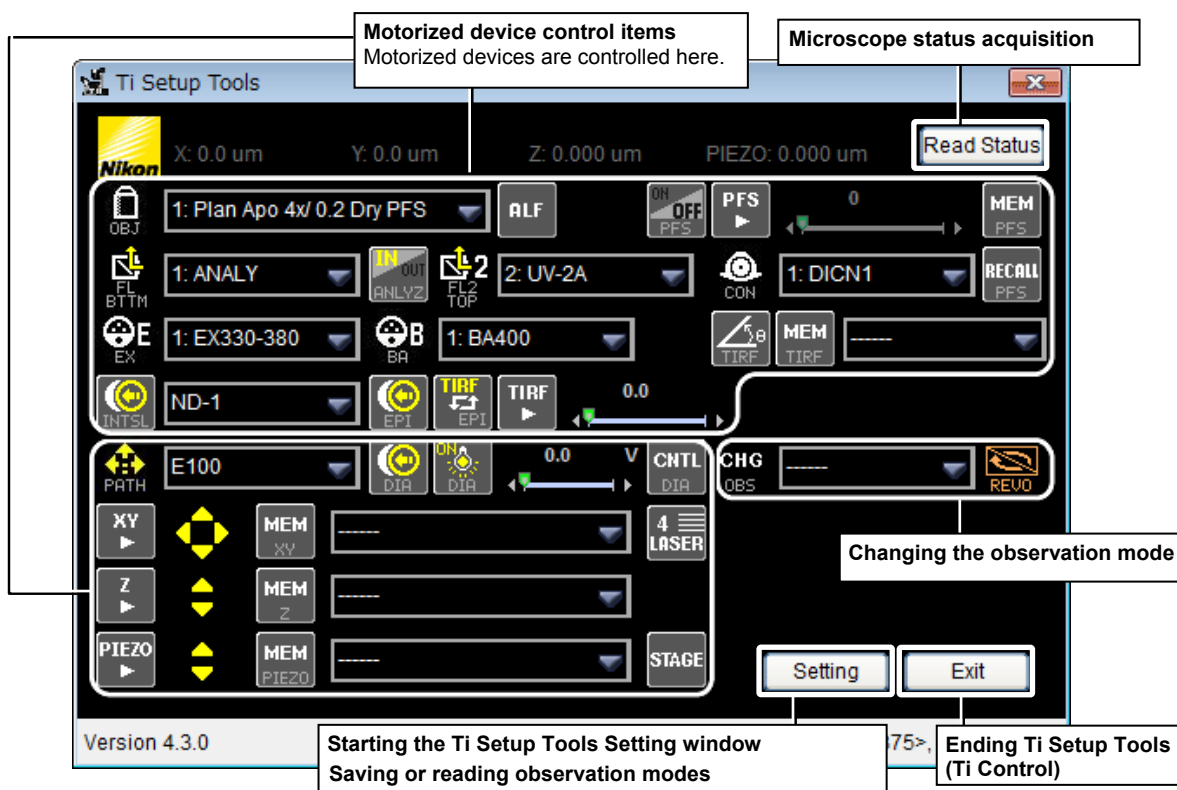 Motorized device control items
Motorized devices are controlled here.
Microscope status acquisition
Ti Setup Tools
Nikon
X: 0.0 um Y: 0.0 um Z: 0.000 um PIEZO: 0.000 um Read Status
OBJ 1: Plan Apo 4x/ 0.2 Dry PFS ALF ON OFF PFS PFS 0 MEM PFS
FL BTTM 1: ANALY IN OUT ANLYZ 2 FL2 TOP 2: UV-2A CON 1: DICN1 RECALL PFS
E EX 1: EX330-380 B BA 1: BA400 θ TIRF MEM TIRF ------
INTSL ND-1 EPI TIRF EPI TIRF 0.0
PATH E100 DIA ON DIA 0.0 V CNTL DIA CHG OBS ------ REVO
XY MEM XY ------ 4 LASER
Changing the observation mode
Z MEM Z ------
PIEZO MEM PIEZO ------ STAGE Setting Exit
Version 4.3.0 75>,
Starting the Ti Setup Tools Setting window
Saving or reading observation modes
Ending Ti Setup Tools
(Ti Control)